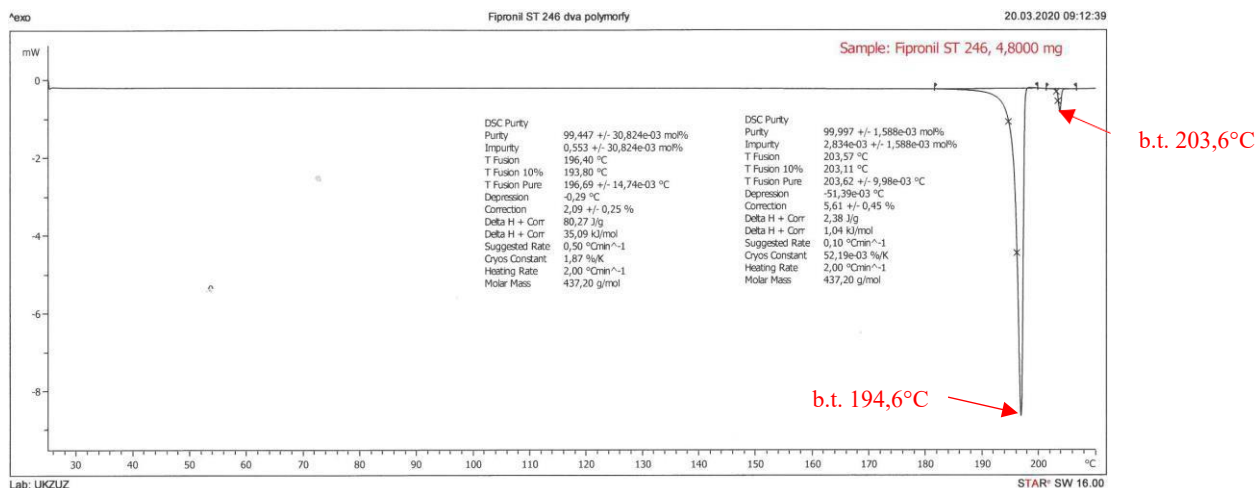 ^exo
Fipronil ST 246 dva polymorfy
20.03.2020 09:12:39
mW
Sample: Fipronil ST 246, 4,8000 mg
0
-2
-4
-6
-8
DSC Purity
Purity 99,447 +/- 30,824e-03 mol%
Impurity 0,553 +/- 30,824e-03 mol%
T Fusion 196,40 °C
T Fusion 10% 193,80 °C
T Fusion Pure 196,69 +/- 14,74e-03 °C
Depression -0,29 °C
Correction 2,09 +/- 0,25 %
Delta H + Corr 80,27 J/g
Delta H + Corr 35,09 kJ/mol
Suggested Rate 0,50 °Cmin^-1
Cryos Constant 1,87 %/K
Heating Rate 2,00 °Cmin^-1
Molar Mass 437,20 g/mol
DSC Purity
Purity 99,997 +/- 1,588e-03 mol%
Impurity 2,834e-03 +/- 1,588e-03 mol%
T Fusion 203,57 °C
T Fusion 10% 203,11 °C
T Fusion Pure 203,62 +/- 9,98e-03 °C
Depression -51,39e-03 °C
Correction 5,61 +/- 0,45 %
Delta H + Corr 2,38 J/g
Delta H + Corr 1,04 kJ/mol
Suggested Rate 0,10 °Cmin^-1
Cryos Constant 52,19e-03 %/K
Heating Rate 2,00 °Cmin^-1
Molar Mass 437,20 g/mol
b.t. 203,6°C
b.t. 194,6°C
30 40 50 60 70 80 90 100 110 120 130 140 150 160 170 180 190 200 °C
Lab: UKZUZ
STARe SW 16.00